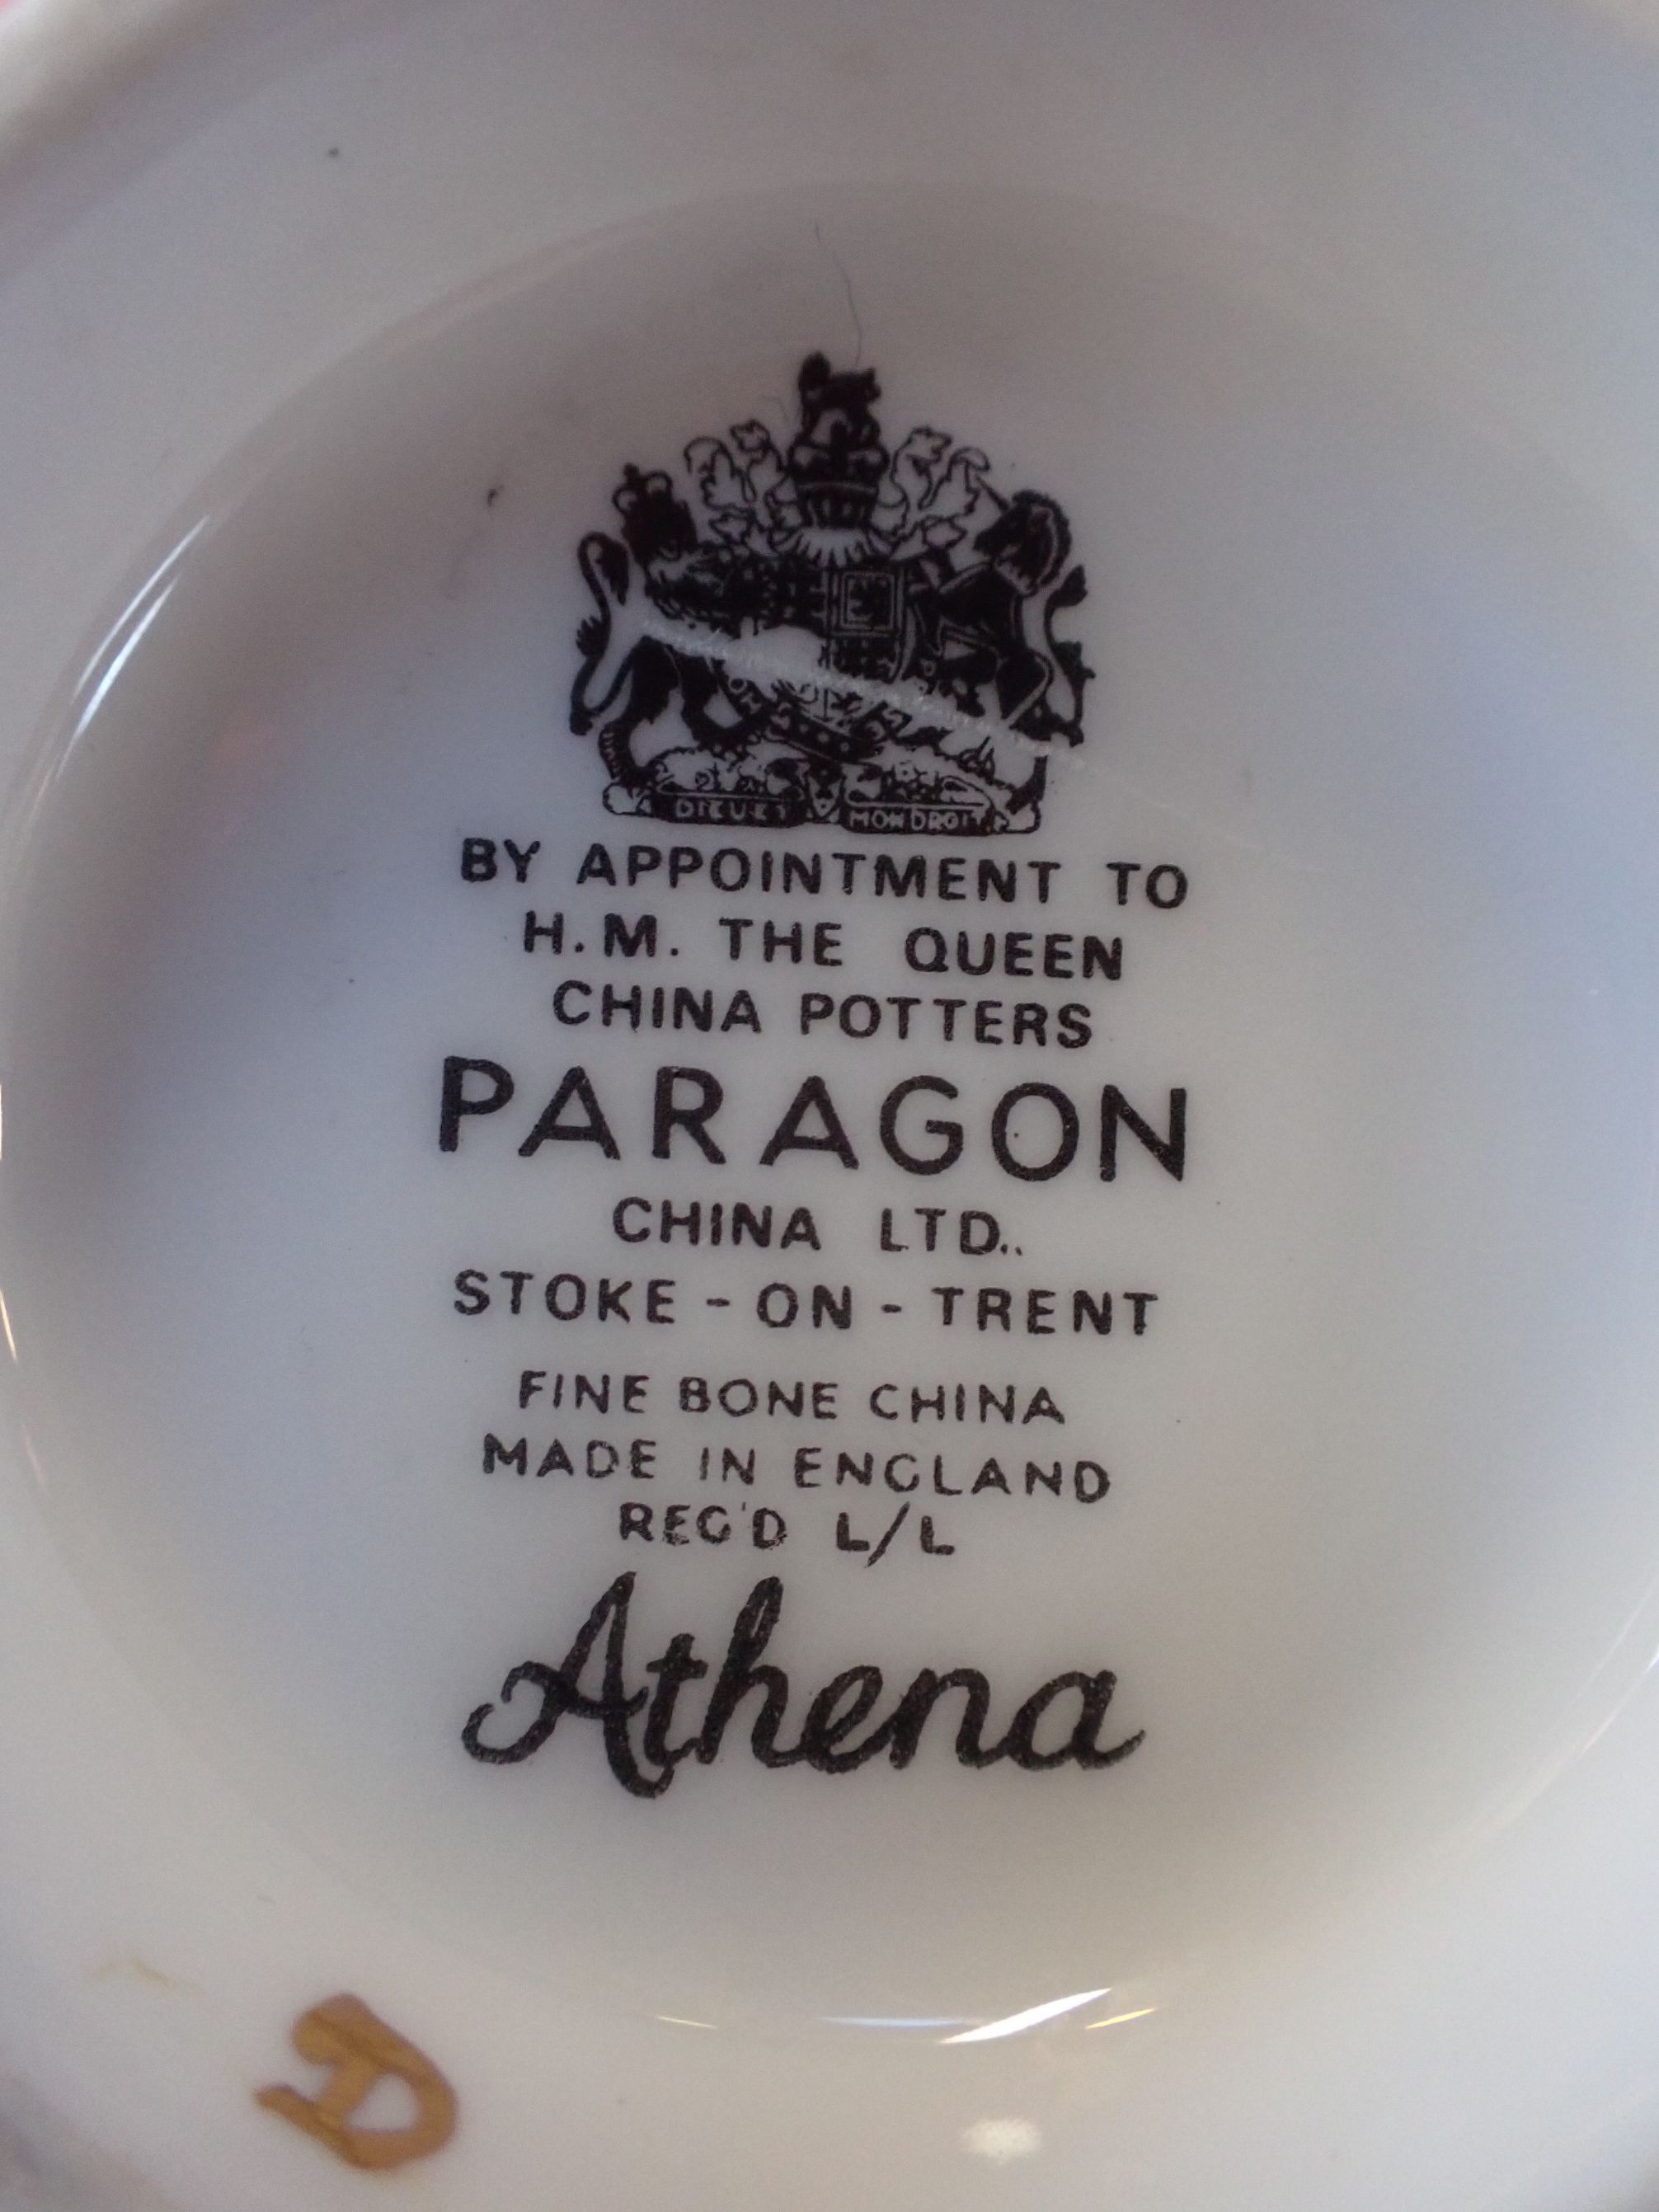 DIEU ET MON DROIT
BY APPOINTMENT TO
H.M. THE QUEEN
CHINA POTTERS
PARAGON
CHINA LTD..
STOKE - ON - TRENT
FINE BONE CHINA
MADE IN ENGLAND
REG'D L/L
Athena
D